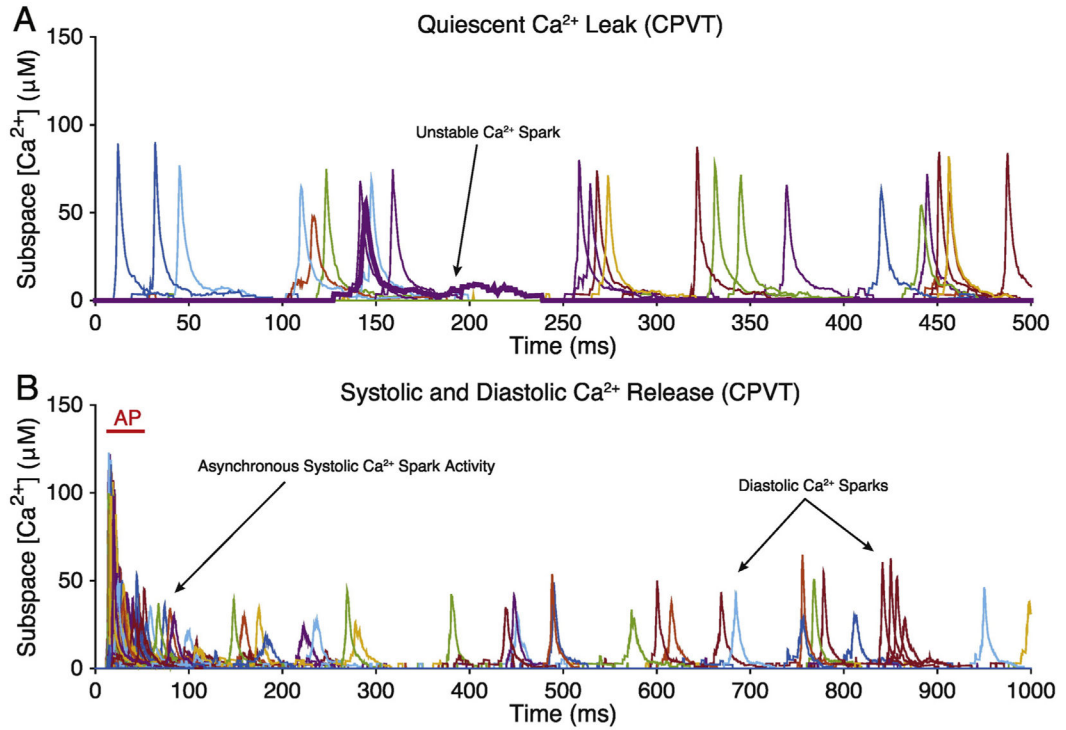 A
Quiescent Ca²⁺ Leak (CPVT)
150
100
50
0
Subspace [Ca²⁺] (μM)
Unstable Ca²⁺ Spark
0 50 100 150 200 250 300 350 400 450 500
Time (ms)
B
Systolic and Diastolic Ca²⁺ Release (CPVT)
150
100
50
0
Subspace [Ca²⁺] (μM)
AP
Asynchronous Systolic Ca²⁺ Spark Activity
Diastolic Ca²⁺ Sparks
0 100 200 300 400 500 600 700 800 900 1000
Time (ms)